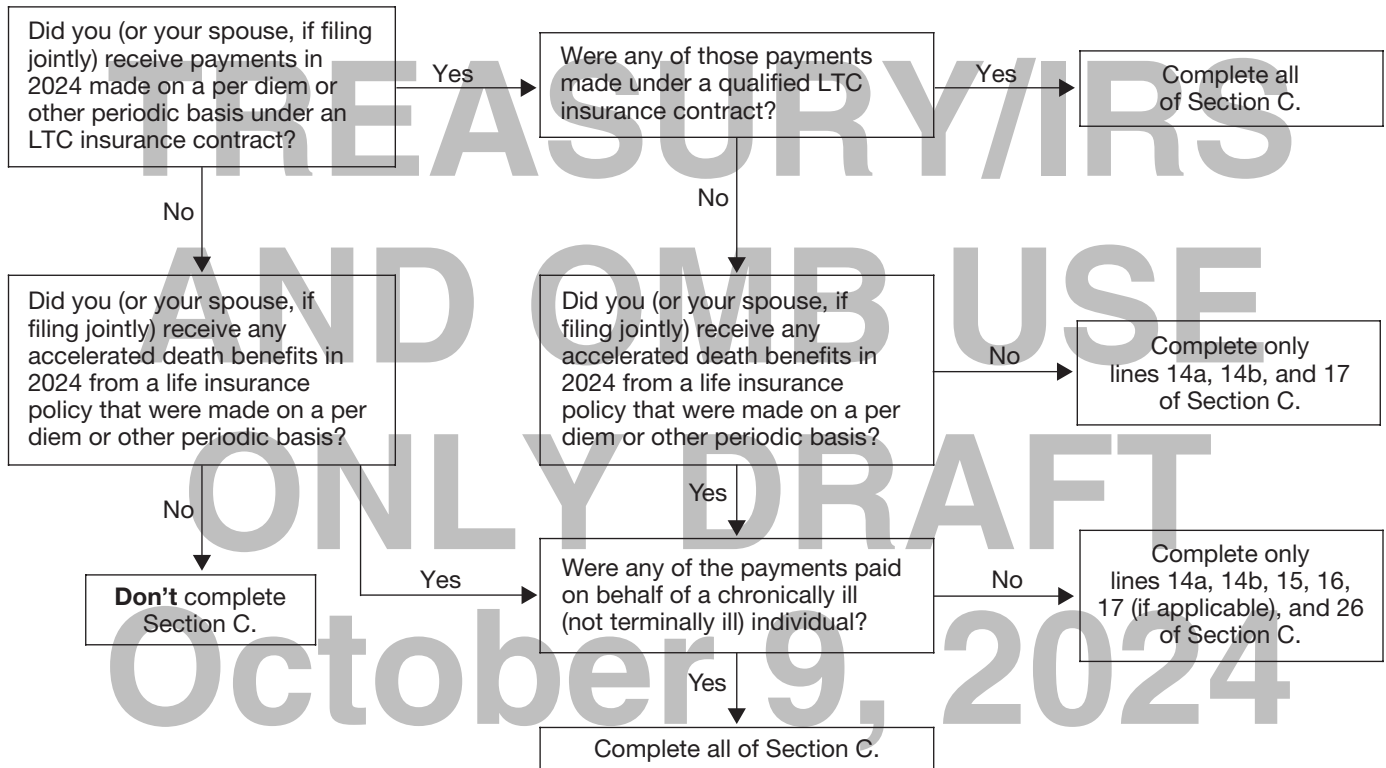 Did you (or your spouse, if filing
jointly) receive payments in
2024 made on a per diem or
other periodic basis under an
LTC insurance contract?
Yes
Were any of those payments
made under a qualified LTC
insurance contract?
Yes
Complete all
of Section C.
TREASURY/IRS
No
No
AND OMB USE
Did you (or your spouse, if
filing jointly) receive any
accelerated death benefits in
2024 from a life insurance
policy that were made on a per
diem or other periodic basis?
Did you (or your spouse, if
filing jointly) receive any
accelerated death benefits in
2024 from a life insurance
policy that were made on a per
diem or other periodic basis?
No
Complete only
lines 14a, 14b, and 17
of Section C.
ONLY DRAFT
No
Yes
Don't complete
Section C.
Yes
Were any of the payments paid
on behalf of a chronically ill
(not terminally ill) individual?
No
Complete only
lines 14a, 14b, 15, 16,
17 (if applicable), and 26
of Section C.
October 9, 2024
Yes
Complete all of Section C.